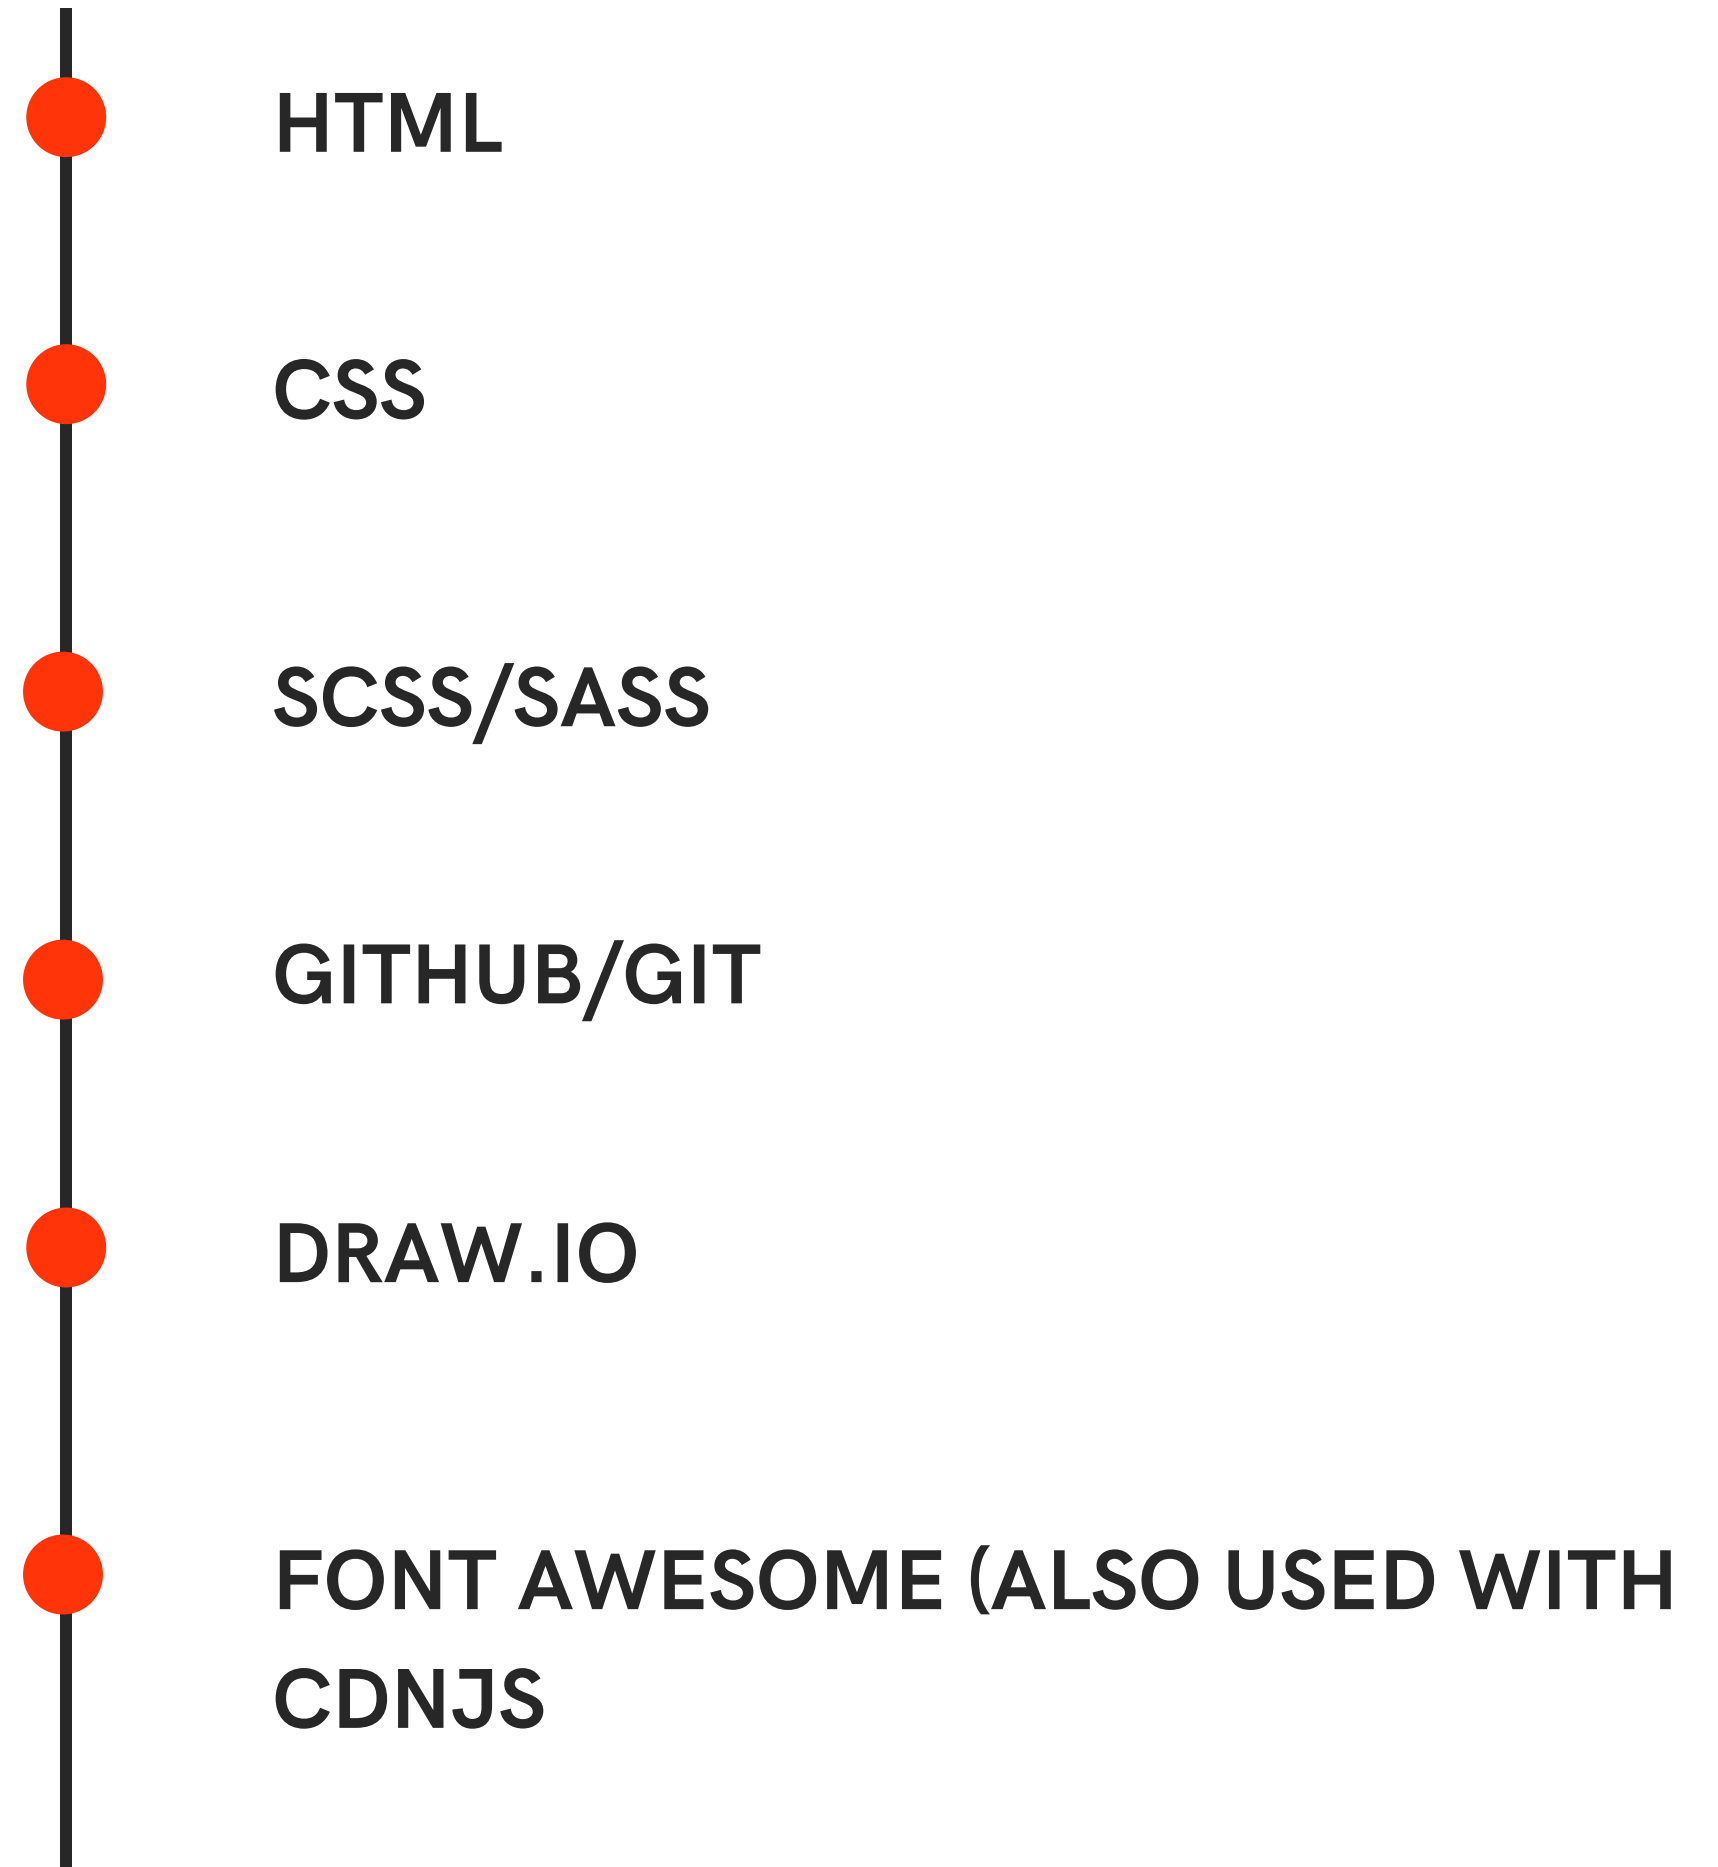 HTML
CSS
SCSS/SASS
GITHUB/GIT
DRAW.IO
FONT AWESOME (ALSO USED WITH
CDNJS